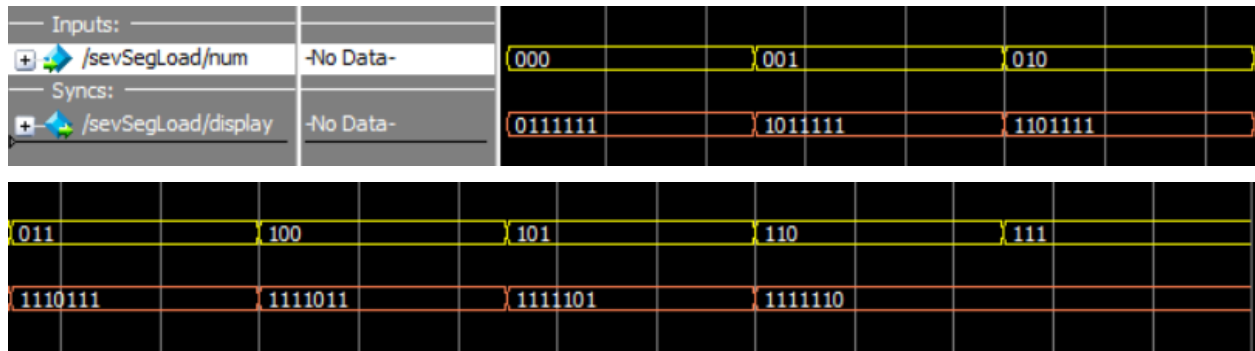 Inputs:
/sevSegLoad/num -No Data- 000 001 010
Syncs:
/sevSegLoad/display -No Data- 0111111 1011111 1101111
011 100 101 110 111
1110111 1111011 1111101 1111110